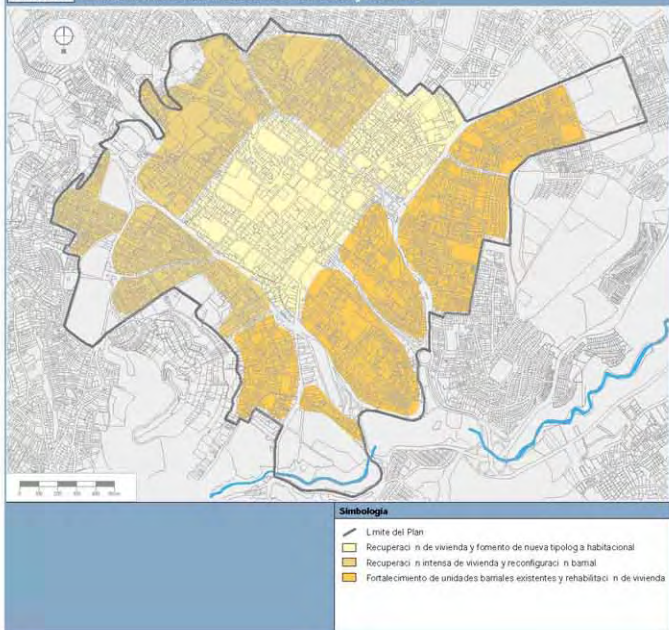 N
Simbología
Lmite del Plan
Recuperaci n de vivienda y fomento de nueva tipolog a habitacional
Recuperaci n intensa de vivienda y reconfiguraci n barrial
Fortalecimiento de unidades barriales existentes y rehabilitaci n de vivienda